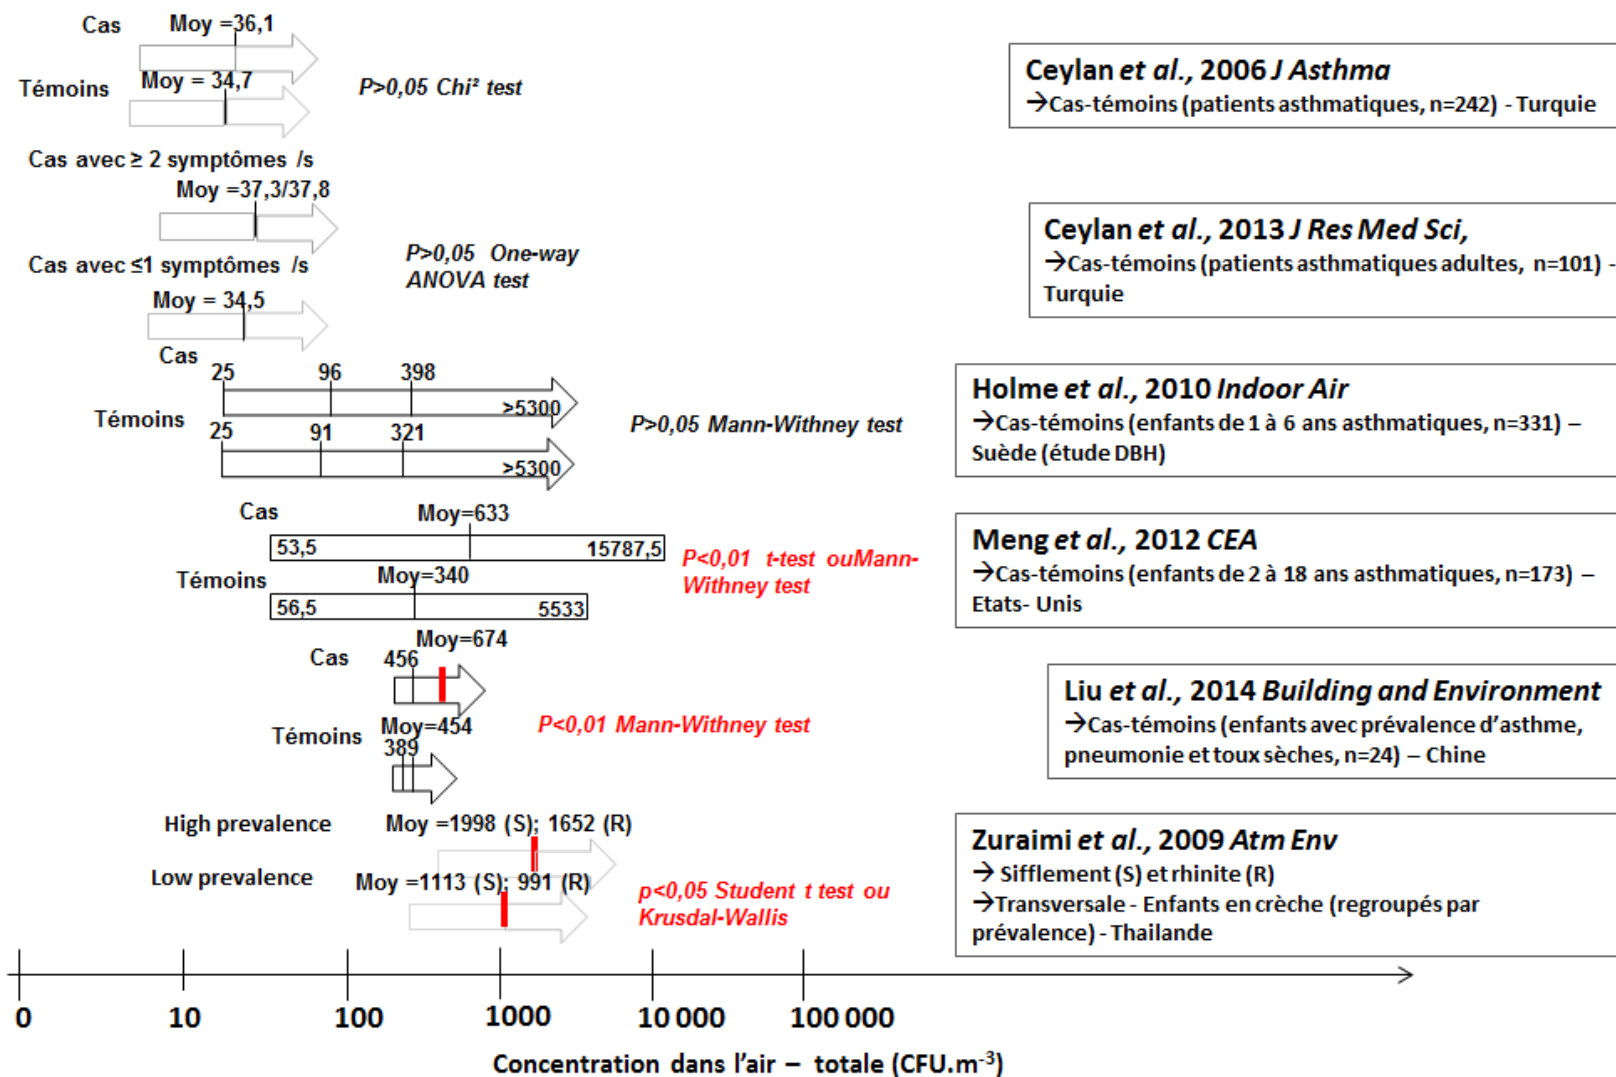 Cas
Moy =36,1
Témoins
Moy = 34,7
P>0,05 Chi² test
Ceylan et al., 2006 J Asthma
→Cas-témoins (patients asthmatiques, n=242) - Turquie
Cas avec ≥ 2 symptômes /s
Moy =37,3/37,8
Cas avec ≤1 symptômes /s
Moy = 34,5
P>0,05 One-way
ANOVA test
Ceylan et al., 2013 J Res Med Sci,
→Cas-témoins (patients asthmatiques adultes, n=101) -
Turquie
Cas
25 96 398
>5300
Témoins
25 91 321
>5300
P>0,05 Mann-Withney test
Holme et al., 2010 Indoor Air
→Cas-témoins (enfants de 1 à 6 ans asthmatiques, n=331) –
Suède (étude DBH)
Cas
Moy=633
53,5 15787,5
Témoins
Moy=340
56,5 5533
P<0,01 t-test ouMann-
Withney test
Meng et al., 2012 CEA
→Cas-témoins (enfants de 2 à 18 ans asthmatiques, n=173) –
Etats- Unis
Moy=674
Cas
456
Moy=454
Témoins
389
P<0,01 Mann-Withney test
Liu et al., 2014 Building and Environment
→Cas-témoins (enfants avec prévalence d'asthme,
pneumonie et toux sèches, n=24) – Chine
High prevalence
Moy =1998 (S); 1652 (R)
Low prevalence
Moy =1113 (S); 991 (R)
p<0,05 Student t test ou
Krusdal-Wallis
Zuraimi et al., 2009 Atm Env
→ Sifflement (S) et rhinite (R)
→Transversale - Enfants en crèche (regroupés par
prévalence) - Thailande
0 10 100 1000 10 000 100 000
Concentration dans l'air – totale (CFU.m⁻³)